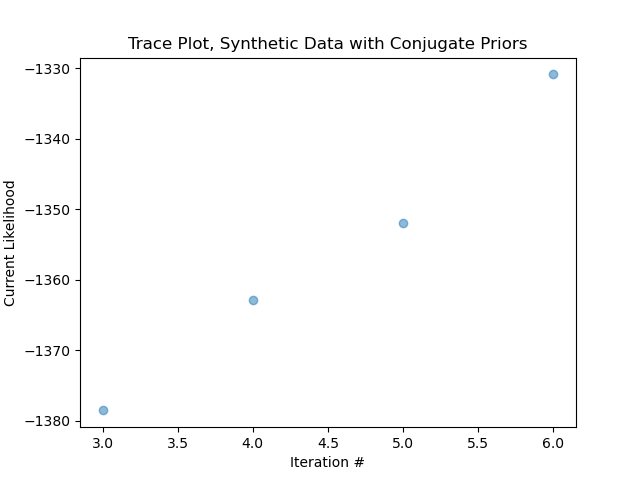 Trace Plot, Synthetic Data with Conjugate Priors
Current Likelihood
−1330
−1340
−1350
−1360
−1370
−1380
3.0 3.5 4.0 4.5 5.0 5.5 6.0
Iteration #